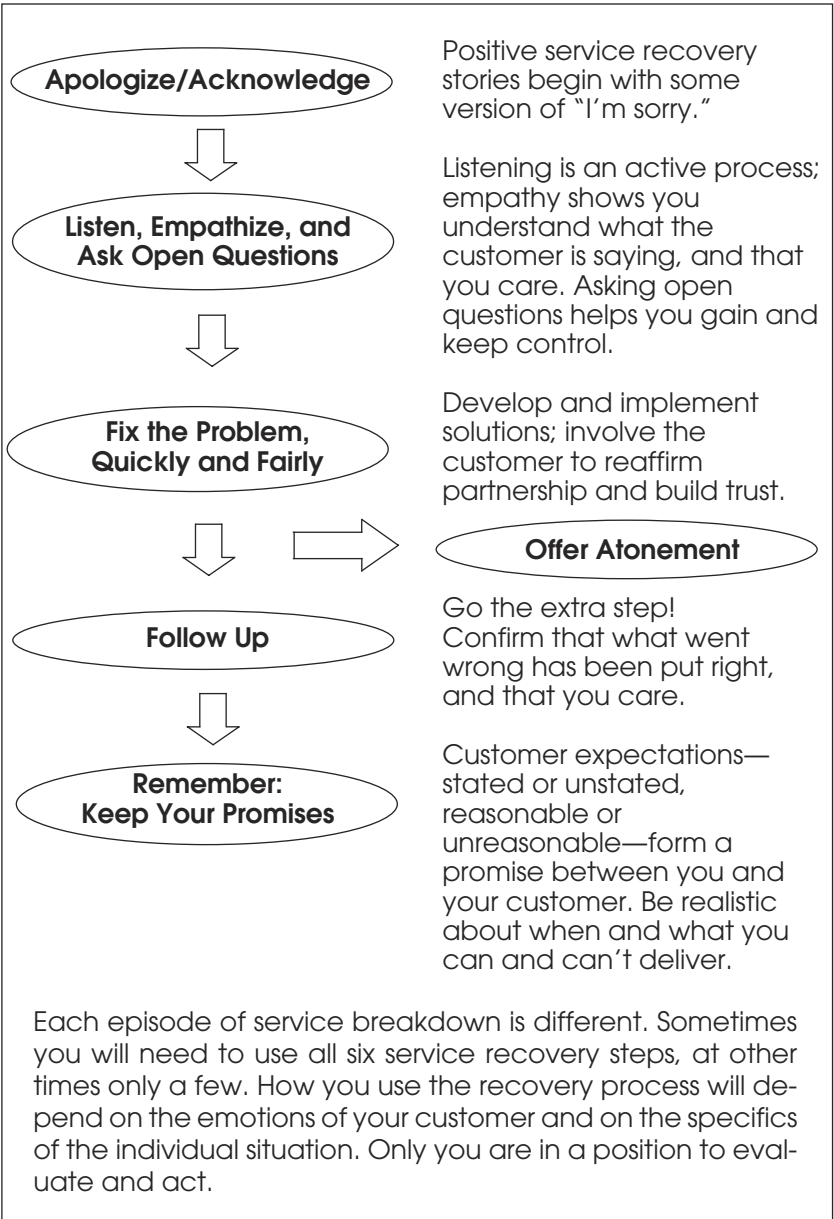 Apologize/Acknowledge
Positive service recovery
stories begin with some
version of “I’m sorry.”
Listen, Empathize, and
Ask Open Questions
Listening is an active process;
empathy shows you
understand what the
customer is saying, and that
you care. Asking open
questions helps you gain and
keep control.
Fix the Problem,
Quickly and Fairly
Develop and implement
solutions; involve the
customer to reaffirm
partnership and build trust.
Offer Atonement
Follow Up
Go the extra step!
Confirm that what went
wrong has been put right,
and that you care.
Remember:
Keep Your Promises
Customer expectations—
stated or unstated,
reasonable or
unreasonable—form a
promise between you and
your customer. Be realistic
about when and what you
can and can’t deliver.
Each episode of service breakdown is different. Sometimes
you will need to use all six service recovery steps, at other
times only a few. How you use the recovery process will de-
pend on the emotions of your customer and on the specifics
of the individual situation. Only you are in a position to eval-
uate and act.